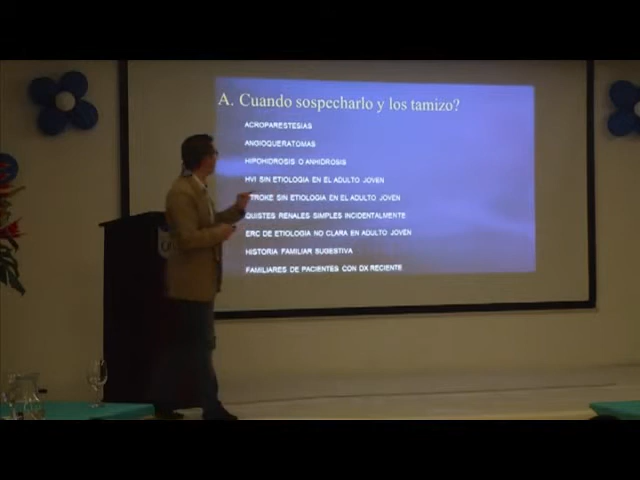 A. Cuando sospecharlo y los tamizo?
ACROPARESTESIAS
ANGIOQUERATOMAS
HIPOHIDROSIS O ANHIDROSIS
HVI SIN ETIOLOGIA EN EL ADULTO JOVEN
TROKE SIN ETIOLOGIA EN EL ADULTO JOVEN
QUISTES RENALES SIMPLES INCIDENTALMENTE
ERC DE ETIOLOGIA NO CLARA EN ADULTO JOVEN
HISTORIA FAMILIAR SUGESTIVA
FAMILIARES DE PACIENTES CON DX RECIENTE